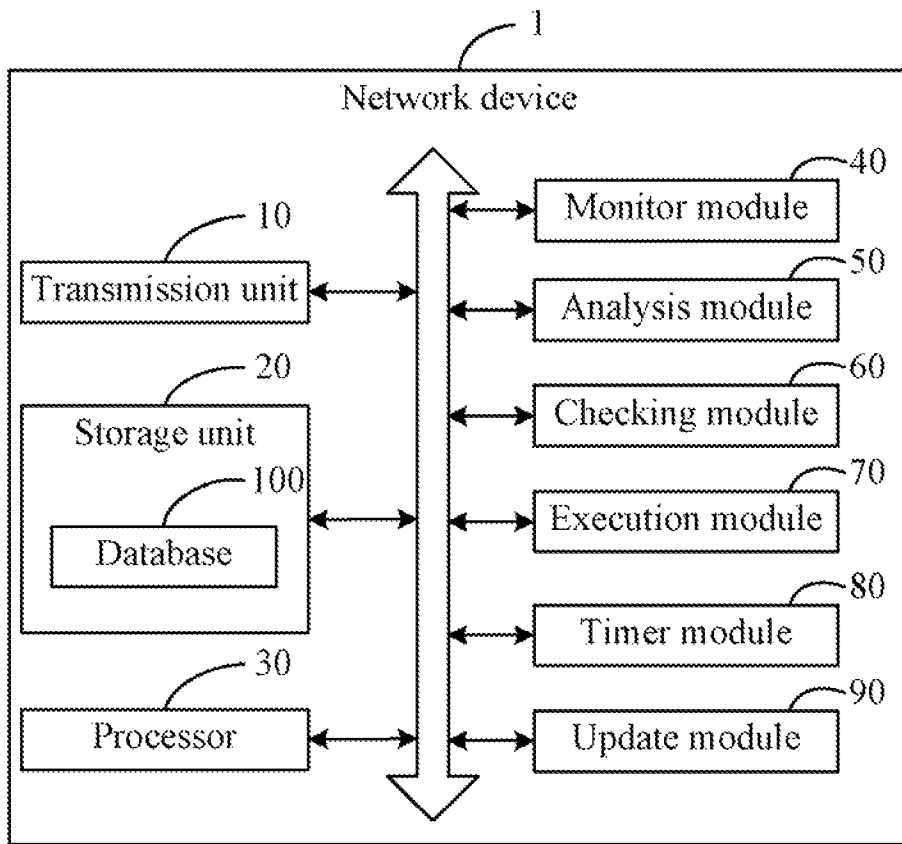 1
Network device
10
Transmission unit
20
Storage unit
100
Database
30
Processor
40
Monitor module
50
Analysis module
60
Checking module
70
Execution module
80
Timer module
90
Update module